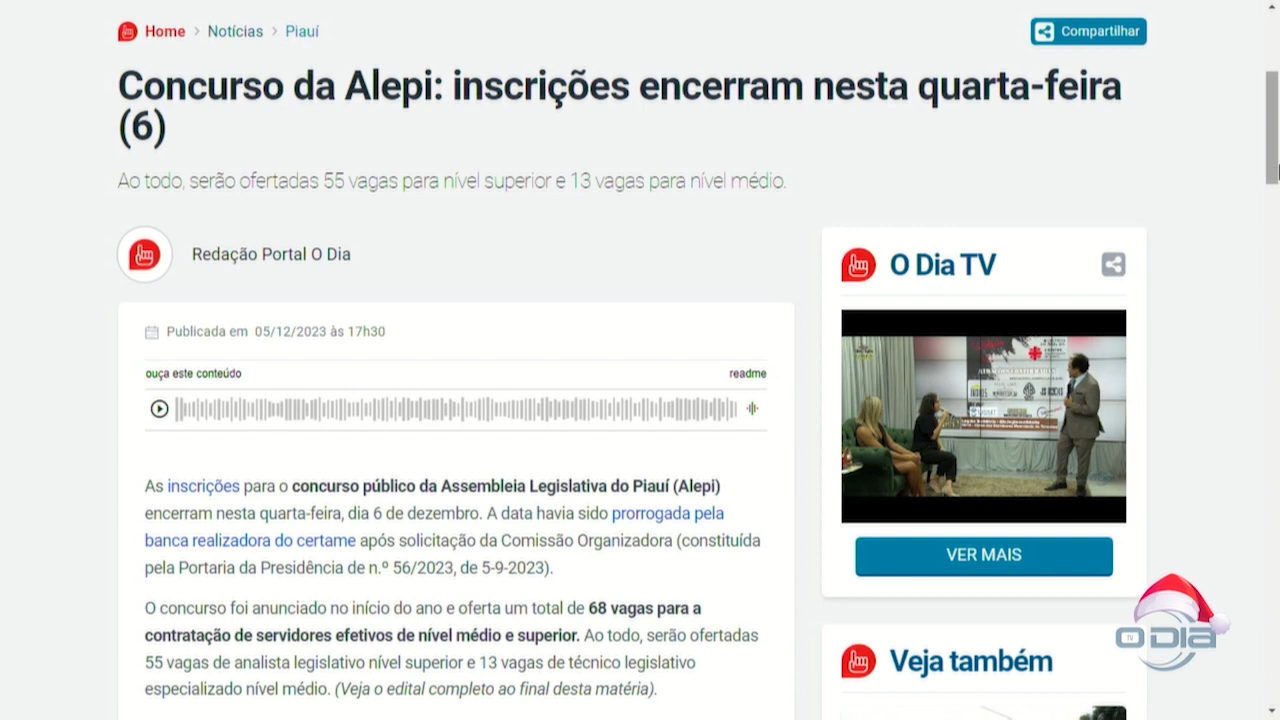 Home > Notícias > Piauí
Compartilhar
Concurso da Alepi: inscrições encerram nesta quarta-feira
(6)
Ao todo, serão ofertadas 55 vagas para nível superior e 13 vagas para nível médio.
Redação Portal O Dia
Publicada em 05/12/2023 às 17h30
ouça este conteúdo
readme
As inscrições para o concurso público da Assembleia Legislativa do Piauí (Alepi)
encerram nesta quarta-feira, dia 6 de dezembro. A data havia sido prorrogada pela
banca realizadora do certame após solicitação da Comissão Organizadora (constituída
pela Portaria da Presidência de n.º 56/2023, de 5-9-2023).
O concurso foi anunciado no início do ano e oferta um total de 68 vagas para a
contratação de servidores efetivos de nível médio e superior. Ao todo, serão ofertadas
55 vagas de analista legislativo nível superior e 13 vagas de técnico legislativo
especializado nível médio. (Veja o edital completo ao final desta matéria).
O Dia TV
VER MAIS
Veja também
O DIA
TV